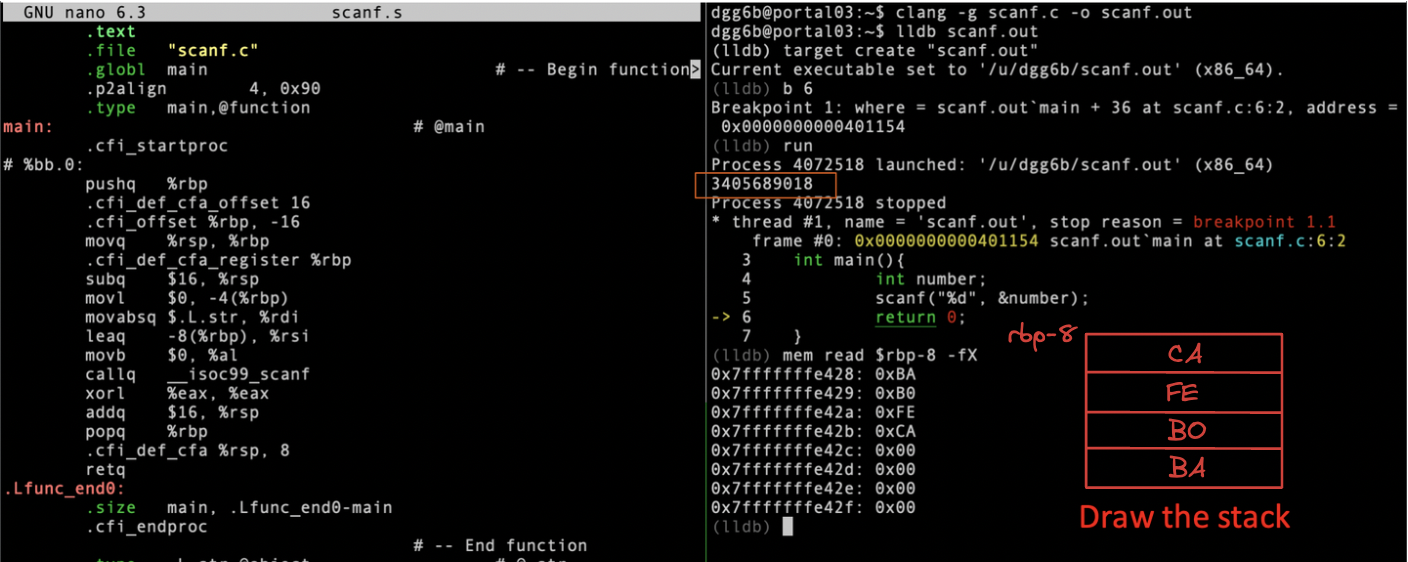 GNU nano 6.3 scanf.s
.text
.file "scanf.c"
.globl main # -- Begin function>
.p2align 4, 0x90
.type main,@function
main: # @main
.cfi_startproc
# %bb.0:
pushq %rbp
.cfi_def_cfa_offset 16
.cfi_offset %rbp, -16
movq %rsp, %rbp
.cfi_def_cfa_register %rbp
subq $16, %rsp
movl $0, -4(%rbp)
movabsq $.L.str, %rdi
leaq -8(%rbp), %rsi
movb $0, %al
callq __isoc99_scanf
xorl %eax, %eax
addq $16, %rsp
popq %rbp
.cfi_def_cfa %rsp, 8
retq
.Lfunc_end0:
.size main, .Lfunc_end0-main
.cfi_endproc
# -- End function
dgg6b@portal03:~$ clang -g scanf.c -o scanf.out
dgg6b@portal03:~$ lldb scanf.out
(lldb) target create "scanf.out"
Current executable set to '/u/dgg6b/scanf.out' (x86_64).
(lldb) b 6
Breakpoint 1: where = scanf.out`main + 36 at scanf.c:6:2, address =
0x0000000000401154
(lldb) run
Process 4072518 launched: '/u/dgg6b/scanf.out' (x86_64)
3405689018
Process 4072518 stopped
* thread #1, name = 'scanf.out', stop reason = breakpoint 1.1
frame #0: 0x0000000000401154 scanf.out`main at scanf.c:6:2
3 int main(){
4 int number;
5 scanf("%d", &number);
-> 6 return 0;
7 }
(lldb) mem read $rbp-8 -fX
0x7fffffffe428: 0xBA
0x7fffffffe429: 0xB0
0x7fffffffe42a: 0xFE
0x7fffffffe42b: 0xCA
0x7fffffffe42c: 0x00
0x7fffffffe42d: 0x00
0x7fffffffe42e: 0x00
0x7fffffffe42f: 0x00
(lldb)
rbp-8
CA
FE
B0
BA
Draw the stack